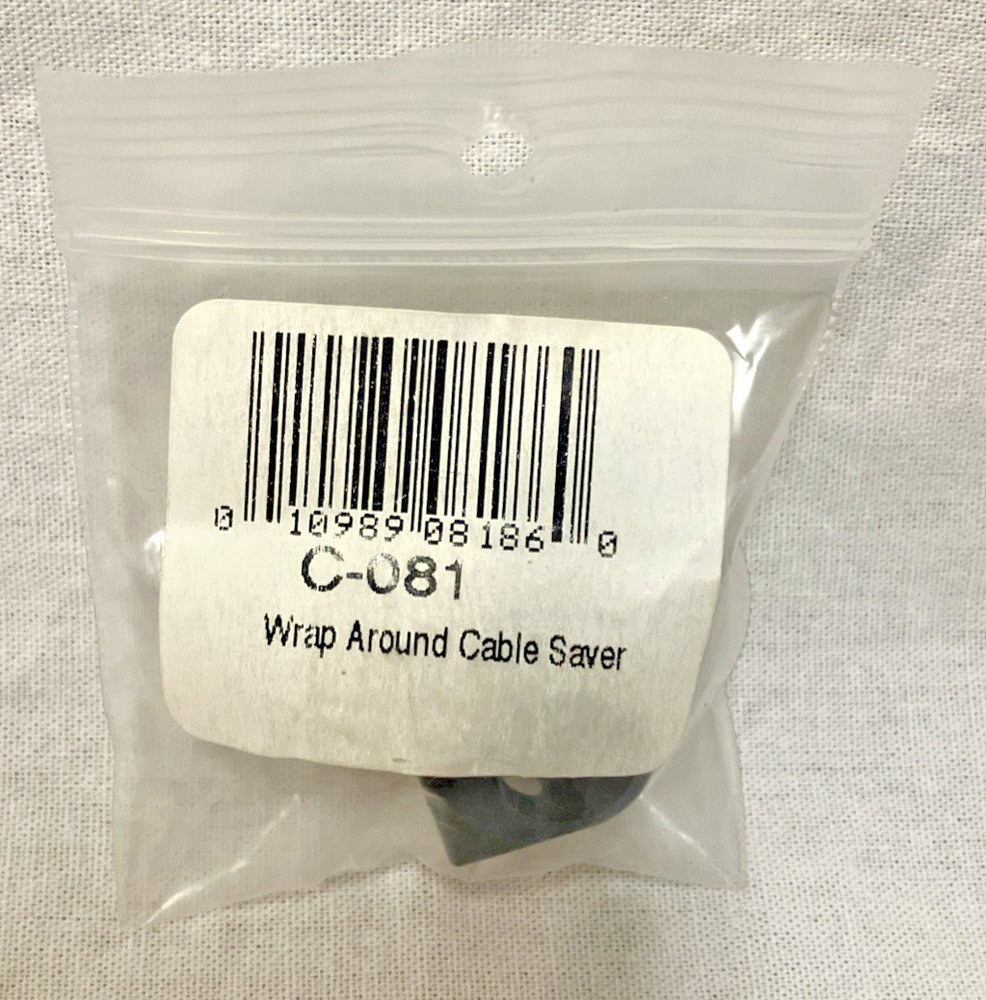 0 10989 08186 0
C-081
Wrap Around Cable Saver